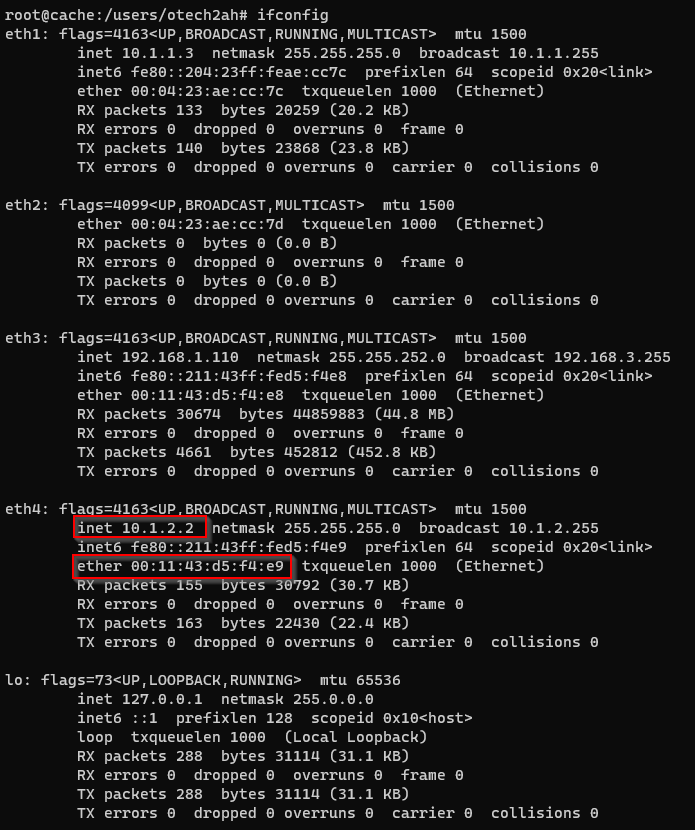 root@cache:/users/otech2ah# ifconfig
eth1: flags=4163<UP,BROADCAST,RUNNING,MULTICAST>  mtu 1500
        inet 10.1.1.3  netmask 255.255.255.0  broadcast 10.1.1.255
        inet6 fe80::204:23ff:feae:cc7c  prefixlen 64  scopeid 0x20<link>
        ether 00:04:23:ae:cc:7c  txqueuelen 1000  (Ethernet)
        RX packets 133  bytes 20259 (20.2 KB)
        RX errors 0  dropped 0  overruns 0  frame 0
        TX packets 140  bytes 23868 (23.8 KB)
        TX errors 0  dropped 0 overruns 0  carrier 0  collisions 0

eth2: flags=4099<UP,BROADCAST,MULTICAST>  mtu 1500
        ether 00:04:23:ae:cc:7d  txqueuelen 1000  (Ethernet)
        RX packets 0  bytes 0 (0.0 B)
        RX errors 0  dropped 0  overruns 0  frame 0
        TX packets 0  bytes 0 (0.0 B)
        TX errors 0  dropped 0 overruns 0  carrier 0  collisions 0

eth3: flags=4163<UP,BROADCAST,RUNNING,MULTICAST>  mtu 1500
        inet 192.168.1.110  netmask 255.255.252.0  broadcast 192.168.3.255
        inet6 fe80::211:43ff:fed5:f4e8  prefixlen 64  scopeid 0x20<link>
        ether 00:11:43:d5:f4:e8  txqueuelen 1000  (Ethernet)
        RX packets 30674  bytes 44859883 (44.8 MB)
        RX errors 0  dropped 0  overruns 0  frame 0
        TX packets 4661  bytes 452812 (452.8 KB)
        TX errors 0  dropped 0 overruns 0  carrier 0  collisions 0

eth4: flags=4163<UP,BROADCAST,RUNNING,MULTICAST>  mtu 1500
        inet 10.1.2.2  netmask 255.255.255.0  broadcast 10.1.2.255
        inet6 fe80::211:43ff:fed5:f4e9  prefixlen 64  scopeid 0x20<link>
        ether 00:11:43:d5:f4:e9  txqueuelen 1000  (Ethernet)
        RX packets 155  bytes 30792 (30.7 KB)
        RX errors 0  dropped 0  overruns 0  frame 0
        TX packets 163  bytes 22430 (22.4 KB)
        TX errors 0  dropped 0 overruns 0  carrier 0  collisions 0

lo: flags=73<UP,LOOPBACK,RUNNING>  mtu 65536
        inet 127.0.0.1  netmask 255.0.0.0
        inet6 ::1  prefixlen 128  scopeid 0x10<host>
        loop  txqueuelen 1000  (Local Loopback)
        RX packets 288  bytes 31114 (31.1 KB)
        RX errors 0  dropped 0  overruns 0  frame 0
        TX packets 288  bytes 31114 (31.1 KB)
        TX errors 0  dropped 0 overruns 0  carrier 0  collisions 0